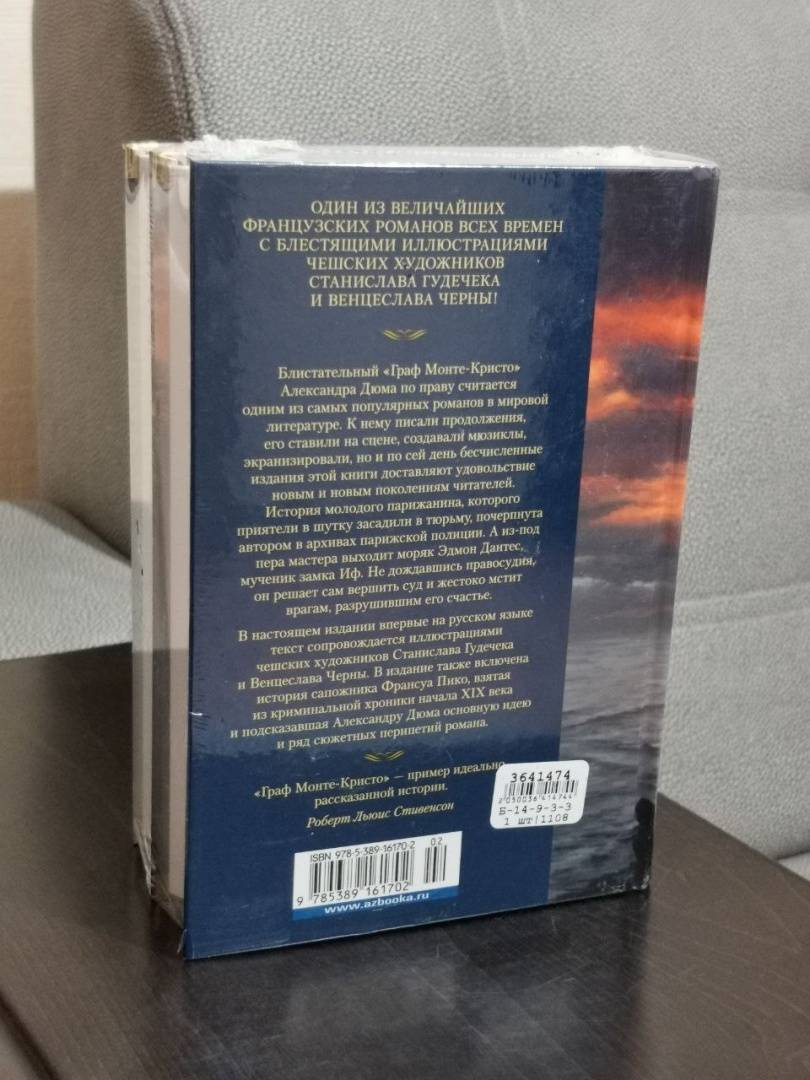 ОДИН ИЗ ВЕЛИЧАЙШИХ
ФРАНЦУЗСКИХ РОМАНОВ ВСЕХ ВРЕМЕН
С БЛЕСТЯЩИМИ ИЛЛЮСТРАЦИЯМИ
ЧЕШСКИХ ХУДОЖНИКОВ
СТАНИСЛАВА ГУДЕЧЕКА
И ВЕНЦЕСЛАВА ЧЕРНЫ!
Блистательный «Граф Монте-Кристо»
Александра Дюма по праву считается
одним из самых популярных романов в мировой
литературе. К нему писали продолжения,
его ставили на сцене, создавали мюзиклы,
экранизировали, но и по сей день бесчисленные
издания этой книги доставляют удовольствие
новым и новым поколениям читателей.
История молодого парижанина, которого
приятели в шутку засадили в тюрьму, почерпнута
автором в архивах парижской полиции. А из-под
пера мастера выходит моряк Эдмон Дантес,
мученик замка Иф. Не дождавшись правосудия,
он решает сам вершить суд и жестоко мстит
врагам, разрушившим его счастье.
В настоящем издании впервые на русском языке
текст сопровождается иллюстрациями
чешских художников Станислава Гудечека
и Венцеслава Черны. В издание также включена
история сапожника Франсуа Пико, взятая
из криминальной хроники начала XIX века
и подсказавшая Александру Дюма основную идею
и ряд сюжетных перипетий романа.
«Граф Монте-Кристо» — пример идеально
рассказанной истории.
Роберт Льюис Стивенсон
3641474
2050036414744
Б-14-9-3-3
1 шт|1108
ISBN 978-5-389-16170-2
02
9 785389 161702
www.azbooka.ru